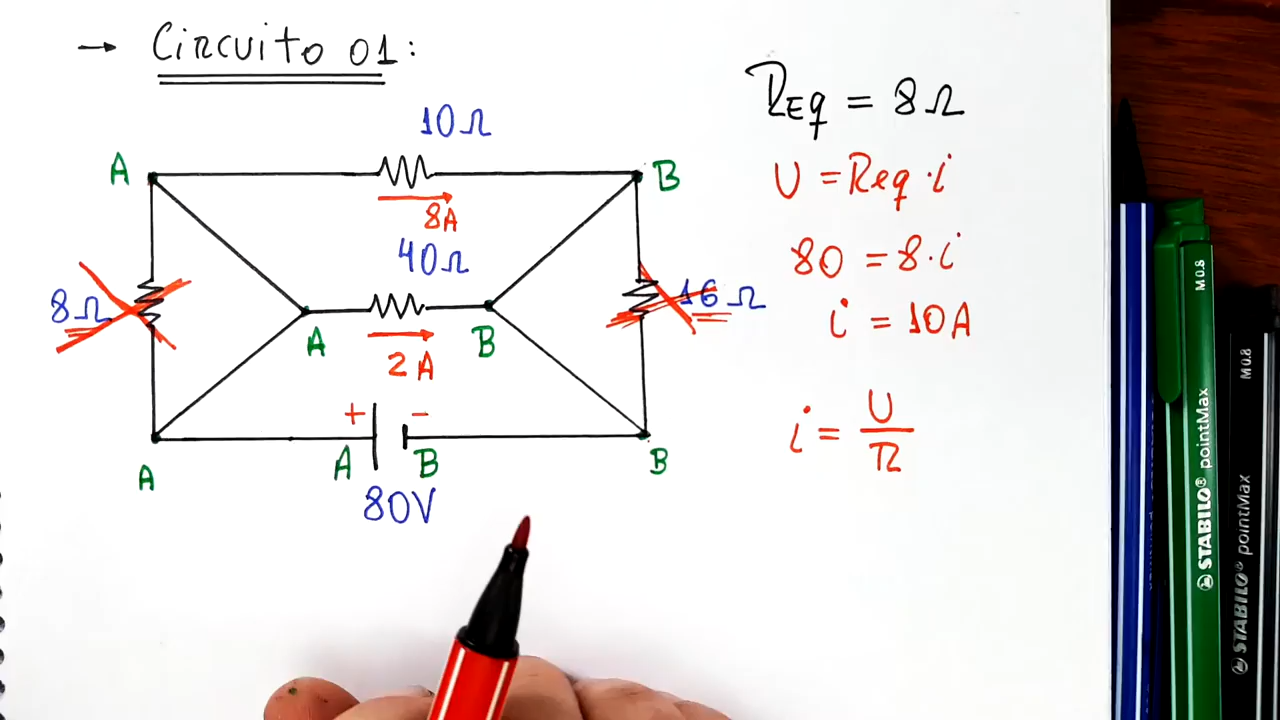 → Circuito 01:
10Ω
A
B
8A
40Ω
8Ω
16Ω
A
B
2A
+ -
A
A
B
B
80V
REq = 8Ω
U = Req·i
80 = 8·i
i = 10A
i = U/R
M 0.8
STABILO® pointMax
M 0.8
STABILO® pointMax